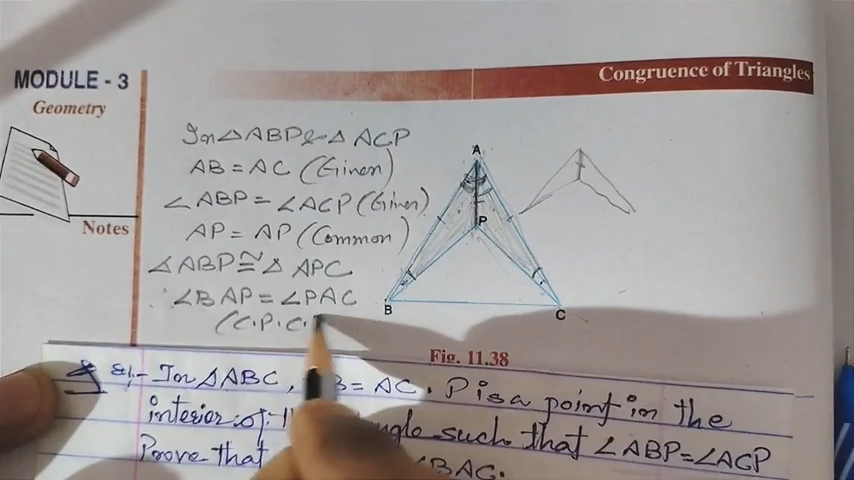 MODULE - 3
Geometry
Congruence of Triangles
Notes
In △ABP & △ACP
AB = AC (Given)
∠ABP = ∠ACP (Given)
AP = AP (Common)
∠ABP ≅ △ APC
∴ ∠BAP = ∠PAC
(C.P.C.
A
P
B
C
Fig. 11.38
In △ABC, B = AC. P is a point in the
interior of such that ∠ABP = ∠ACP
Prove that ∠BAC.